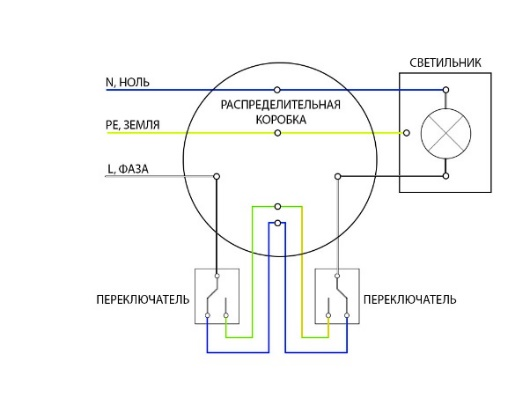 СВЕТИЛЬНИК
N, НОЛЬ
РАСПРЕДЕЛИТЕЛЬНАЯ
КОРОБКА
PE, ЗЕМЛЯ
L, ФАЗА
ПЕРЕКЛЮЧАТЕЛЬ
ПЕРЕКЛЮЧАТЕЛЬ